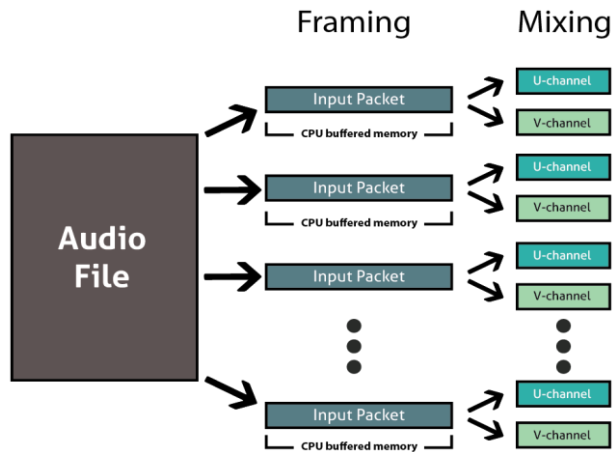 Framing
Mixing
Audio
File
Input Packet
CPU buffered memory
U-channel
V-channel
Input Packet
CPU buffered memory
U-channel
V-channel
Input Packet
U-channel
V-channel
Input Packet
CPU buffered memory
U-channel
V-channel